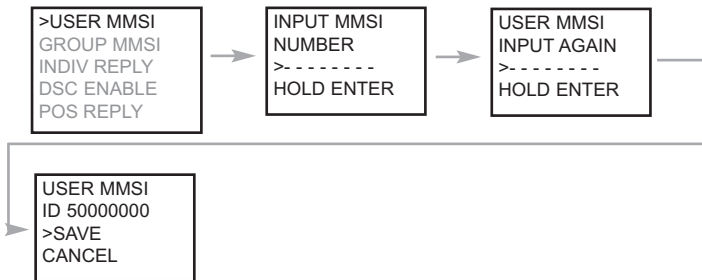 >USER MMSI
GROUP MMSI
INDIV REPLY
DSC ENABLE
POS REPLY
INPUT MMSI
NUMBER
>- - - - - - - -
HOLD ENTER
USER MMSI
INPUT AGAIN
>- - - - - - - -
HOLD ENTER
USER MMSI
ID 50000000
>SAVE
CANCEL